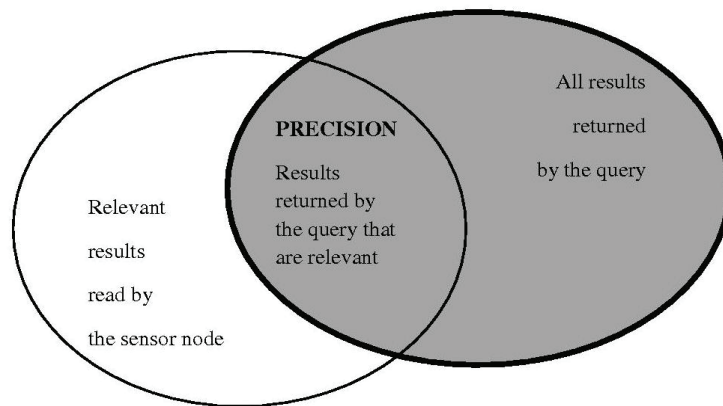 Relevant
results
read by
the sensor node
PRECISION
Results
returned by
the query that
are relevant
All results
returned
by the query